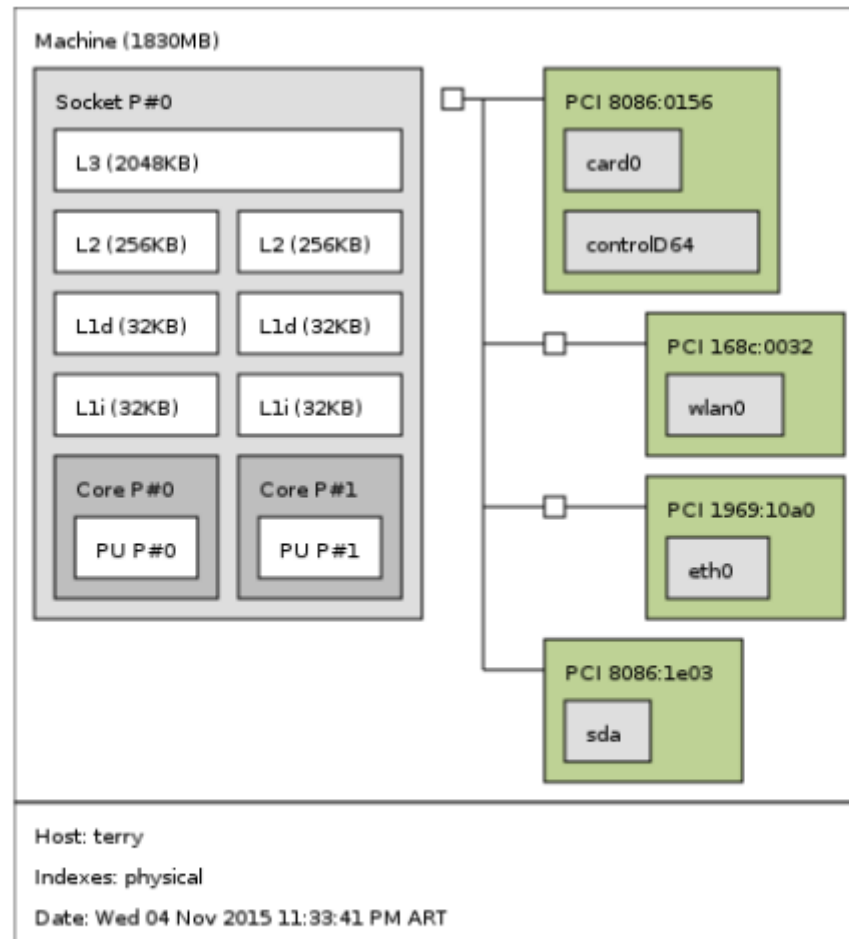 Machine (1830MB)
Socket P#0
L3 (2048KB)
L2 (256KB)
L2 (256KB)
L1d (32KB)
L1d (32KB)
L1i (32KB)
L1i (32KB)
Core P#0
PU P#0
Core P#1
PU P#1
PCI 8086:0156
card0
controlD64
PCI 168c:0032
wlan0
PCI 1969:10a0
eth0
PCI 8086:1e03
sda
Host: terry
Indexes: physical
Date: Wed 04 Nov 2015 11:33:41 PM ART